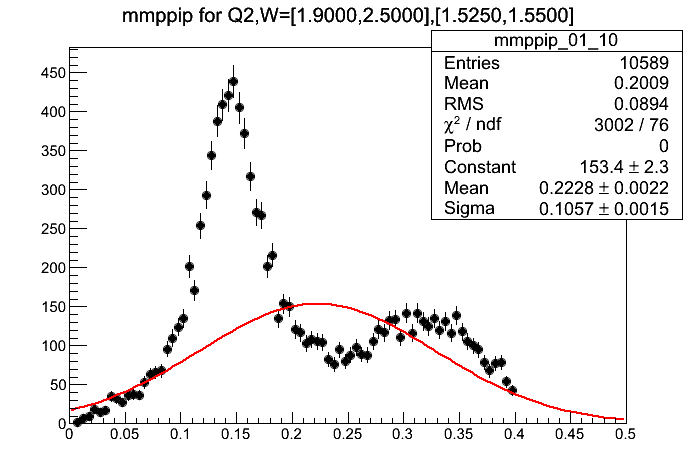 mmppip for Q2,W=[1.9000,2.5000],[1.5250,1.5500]
mmppip_01_10
Entries 10589
Mean 0.2009
RMS 0.0894
χ² / ndf 3002 / 76
Prob 0
Constant 153.4 ± 2.3
Mean 0.2228 ± 0.0022
Sigma 0.1057 ± 0.0015
450
400
350
300
250
200
150
100
50
0
0 0.05 0.1 0.15 0.2 0.25 0.3 0.35 0.4 0.45 0.5